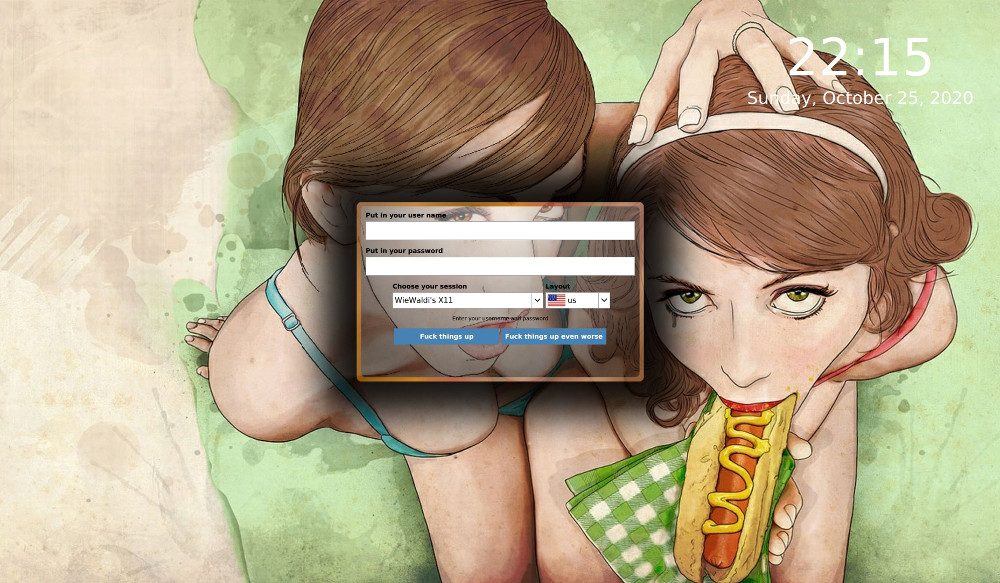 22:15
Sunday, October 25, 2020
Put in your user name
Put in your password
Choose your session
Layout
WieWaldi's X11
us
Enter your username and password
Fuck things up
Fuck things up even worse